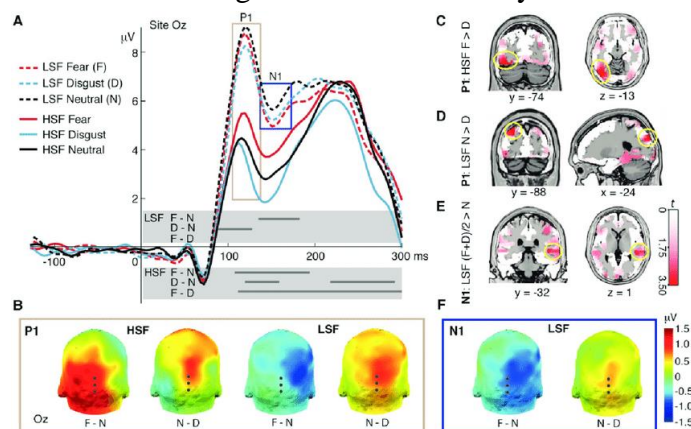 A
Site Oz
P1
N1
μV
LSF Fear (F)
LSF Disgust (D)
LSF Neutral (N)
HSF Fear
HSF Disgust
HSF Neutral
8
6
4
2
-100
100
200
300 ms
LSF F - N
D - N
F - D
HSF F - N
D - N
F - D
C
P1: HSF F > D
y = -74
z = -13
D
P1: LSF N > D
y = -88
x = -24
E
N1: LSF (F+D)/2 > N
y = -32
z = 1
t
0
1.75
3.50
B
P1
HSF
LSF
Oz
F - N
N - D
F - N
N - D
F
N1
LSF
F - N
N - D
μV
1.5
1.0
0.5
0
-0.5
-1.0
-1.5